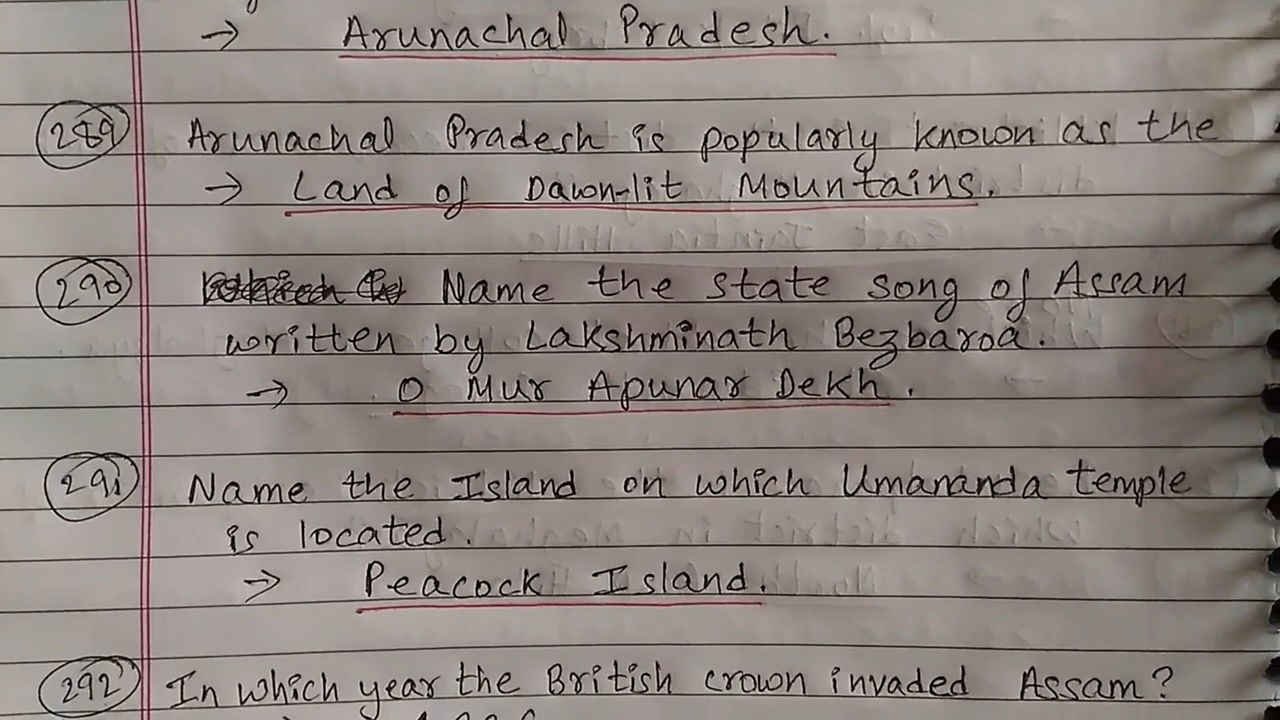 → Arunachal Pradesh.
289 Arunachal Pradesh is popularly known as the
→ Land of Dawn-lit Mountains.
290 Name the state song of Assam
written by Lakshminath Bezbaroa.
→ O Mur Apunar Dekh.
291 Name the Island on which Umananda temple
is located.
→ Peacock Island.
292 In which year the British crown invaded Assam?